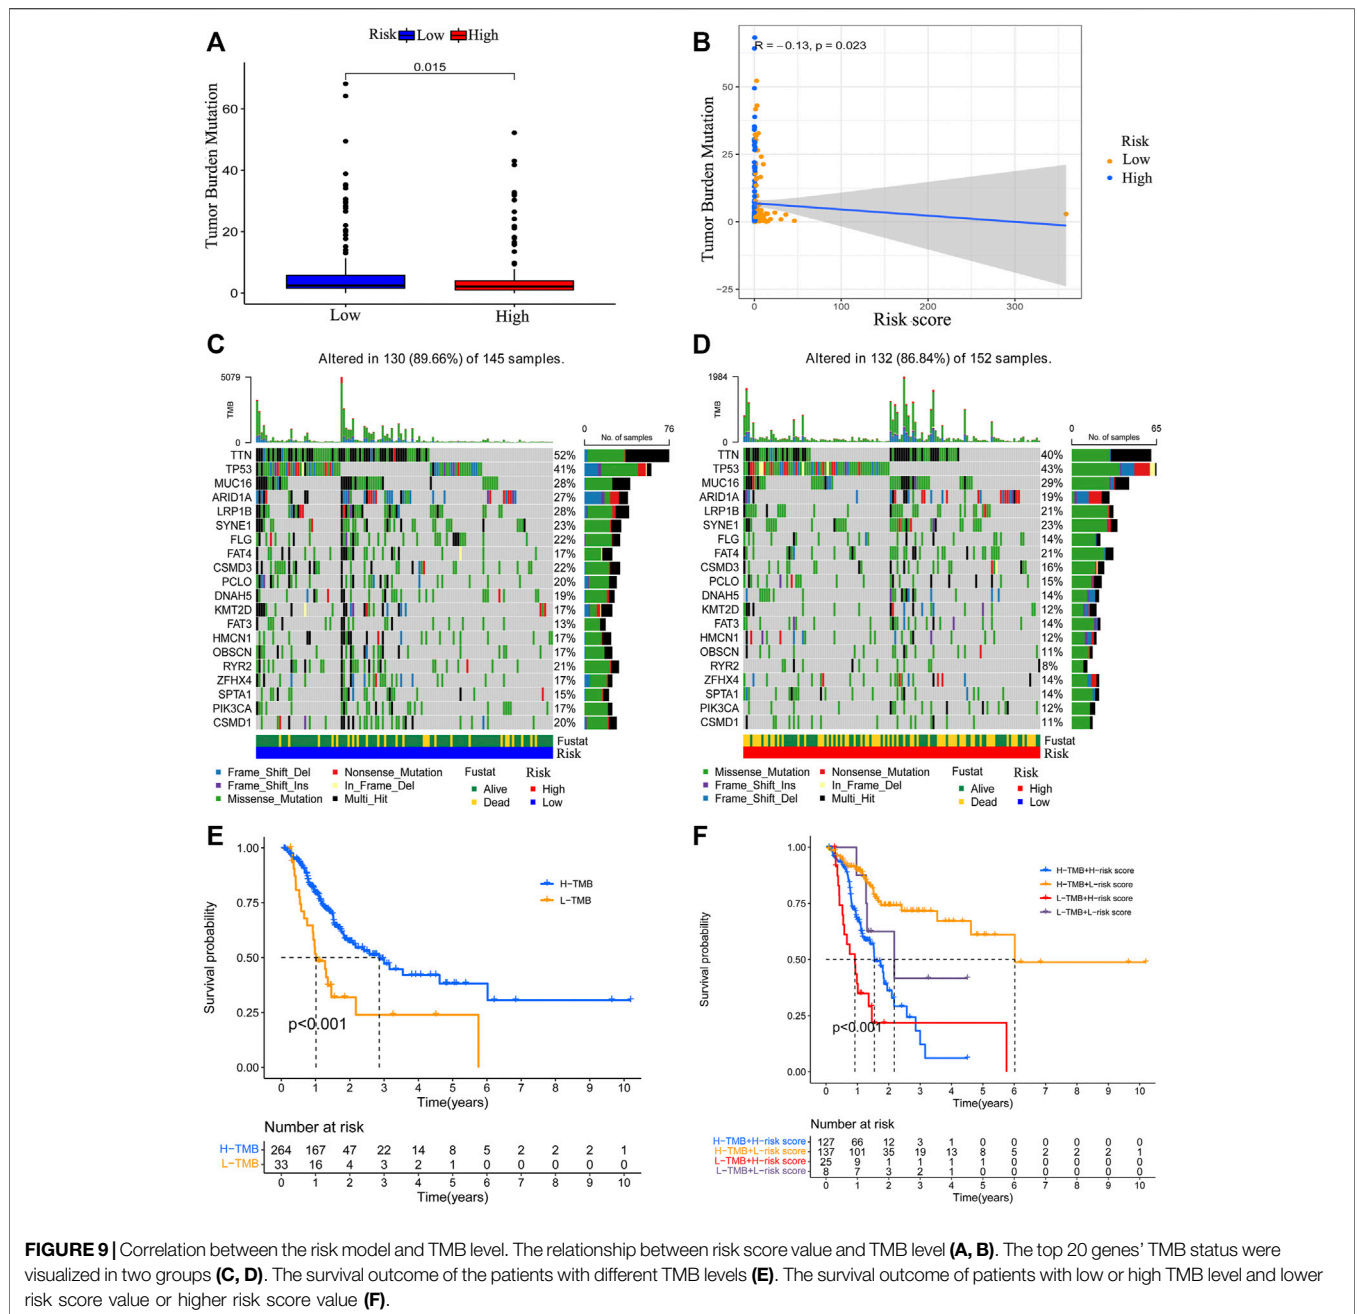 A
Risk Low High
0.015
Tumor Burden Mutation
60
40
20
0
Low High
B
R = −0.13, p = 0.023
Tumor Burden Mutation
50
25
0
−25
0 100 200 300
Risk score
Risk
Low
High
C
Altered in 130 (89.66%) of 145 samples.
5079
TMB
0
0 76
No. of samples
TTN 52%
TP53 41%
MUC16 28%
ARID1A 27%
LRP1B 28%
SYNE1 23%
FLG 22%
FAT4 17%
CSMD3 22%
PCLO 20%
DNAH5 19%
KMT2D 17%
FAT3 13%
HMCN1 17%
OBSCN 17%
RYR2 21%
ZFHX4 17%
SPTA1 15%
PIK3CA 17%
CSMD1 20%
Fustat
Risk
Frame_Shift_Del Nonsense_Mutation Fustat Risk
Frame_Shift_Ins In_Frame_Del Alive High
Missense_Mutation Multi_Hit Dead Low
D
Altered in 132 (86.84%) of 152 samples.
1984
TMB
0
0 65
No. of samples
TTN 40%
TP53 43%
MUC16 29%
ARID1A 19%
LRP1B 21%
SYNE1 23%
FLG 14%
FAT4 21%
CSMD3 16%
PCLO 15%
DNAH5 14%
KMT2D 12%
FAT3 14%
HMCN1 12%
OBSCN 11%
RYR2 8%
ZFHX4 14%
SPTA1 14%
PIK3CA 12%
CSMD1 11%
Fustat
Risk
Missense_Mutation Nonsense_Mutation Fustat Risk
Frame_Shift_Ins In_Frame_Del Alive High
Frame_Shift_Del Multi_Hit Dead Low
E
Survival probability
1.00
0.75
0.50
0.25
0.00
p<0.001
H−TMB
L−TMB
0 1 2 3 4 5 6 7 8 9 10
Time(years)
Number at risk
H−TMB 264 167 47 22 14 8 5 2 2 2 1
L−TMB 33 16 4 3 2 1 0 0 0 0 0
0 1 2 3 4 5 6 7 8 9 10
Time(years)
F
Survival probability
1.00
0.75
0.50
0.25
0.00
p<0.001
H−TMB+H−risk score
H−TMB+L−risk score
L−TMB+H−risk score
L−TMB+L−risk score
0 1 2 3 4 5 6 7 8 9 10
Time(years)
Number at risk
H−TMB+H−risk score 127 66 12 3 1 0 0 0 0 0 0
H−TMB+L−risk score 137 101 35 19 13 8 5 2 2 2 1
L−TMB+H−risk score 25 9 1 1 1 1 0 0 0 0 0
L−TMB+L−risk score 8 7 3 2 1 0 0 0 0 0 0
0 1 2 3 4 5 6 7 8 9 10
Time(years)
FIGURE 9 | Correlation between the risk model and TMB level. The relationship between risk score value and TMB level (A, B). The top 20 genes' TMB status were
visualized in two groups (C, D). The survival outcome of the patients with different TMB levels (E). The survival outcome of patients with low or high TMB level and lower
risk score value or higher risk score value (F).